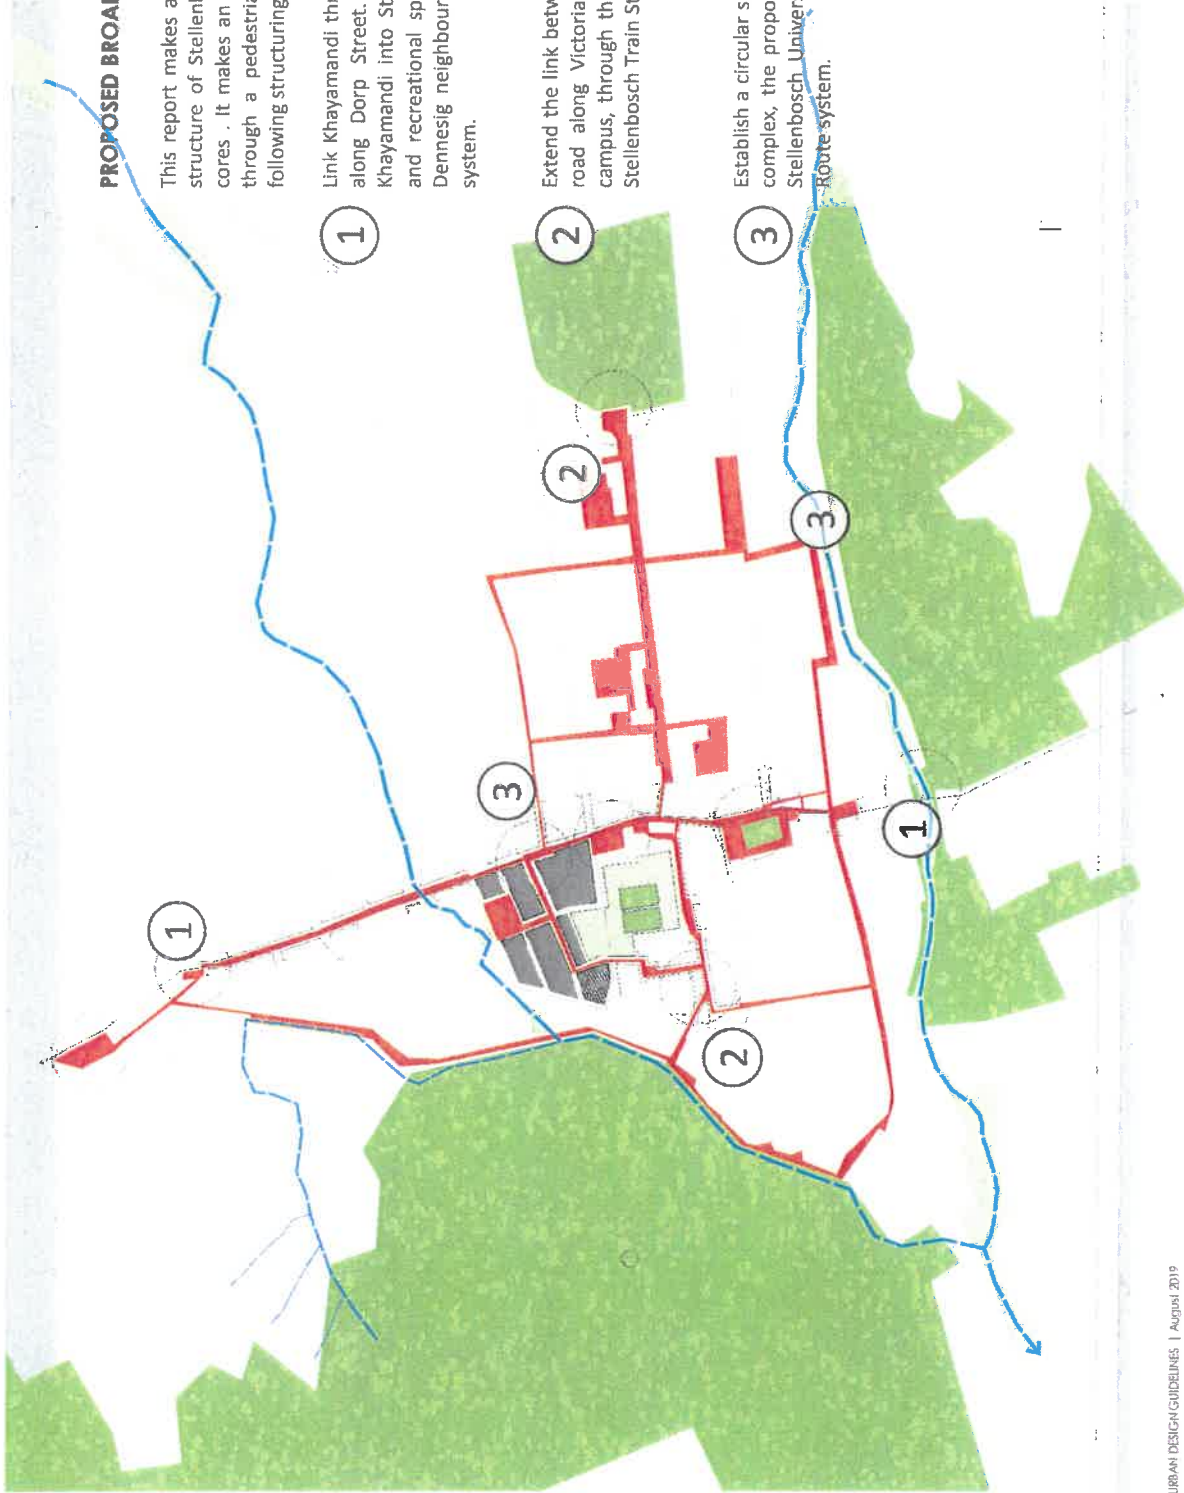 PROPOSED BROA
This report makes a
structure of Stellen
cores . It makes an
through a pedestria
following structuring
1
Link Khayamandi thr
along Dorp Street.
Khayamandi into St
and recreational sp
Dennesig neighbour
system.
2
Extend the link betw
road along Victoria
campus, through th
Stellenbosch Train St
3
Establish a circular s
complex, the propo
Stellenbosch Univer
Route system.
1
2
3
3
2
1
URBAN DESIGN GUIDELINES | August 2019